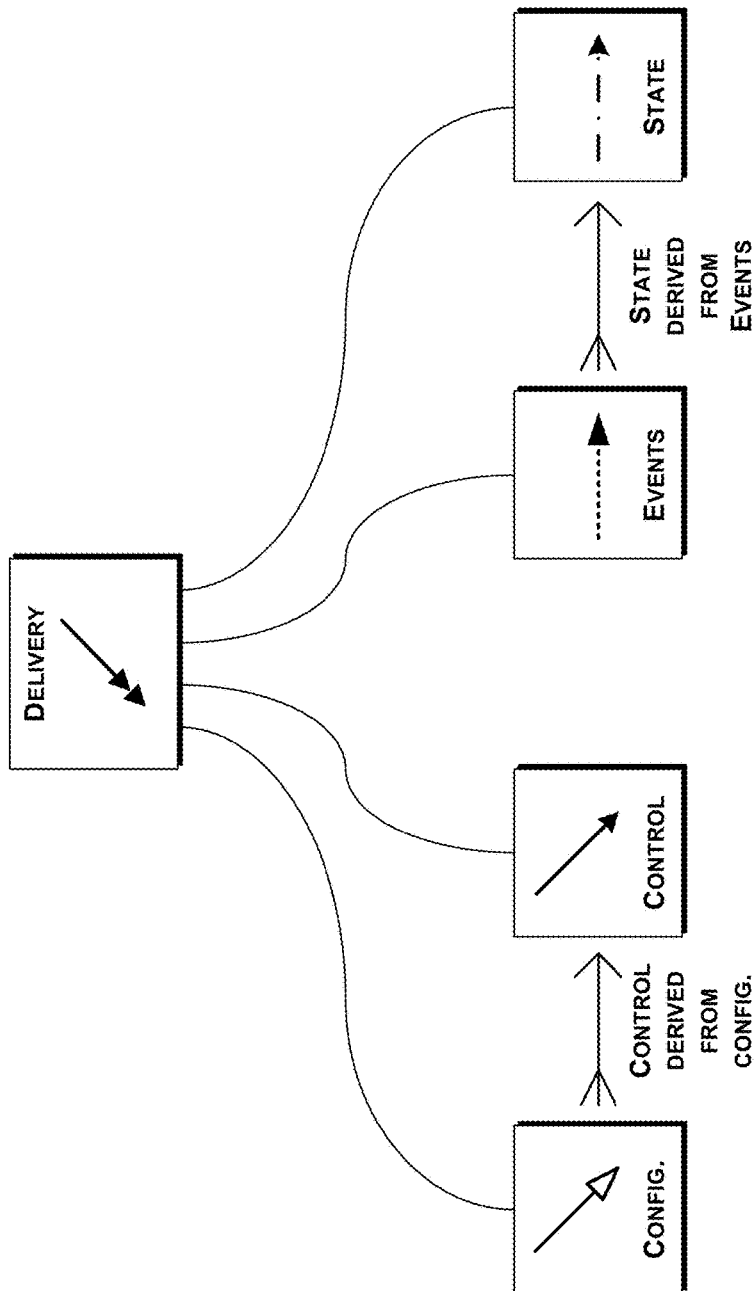 DELIVERY
CONFIG.
CONTROL DERIVED
FROM
CONFIG.
CONTROL
EVENTS
STATE
DERIVED
FROM
EVENTS
STATE